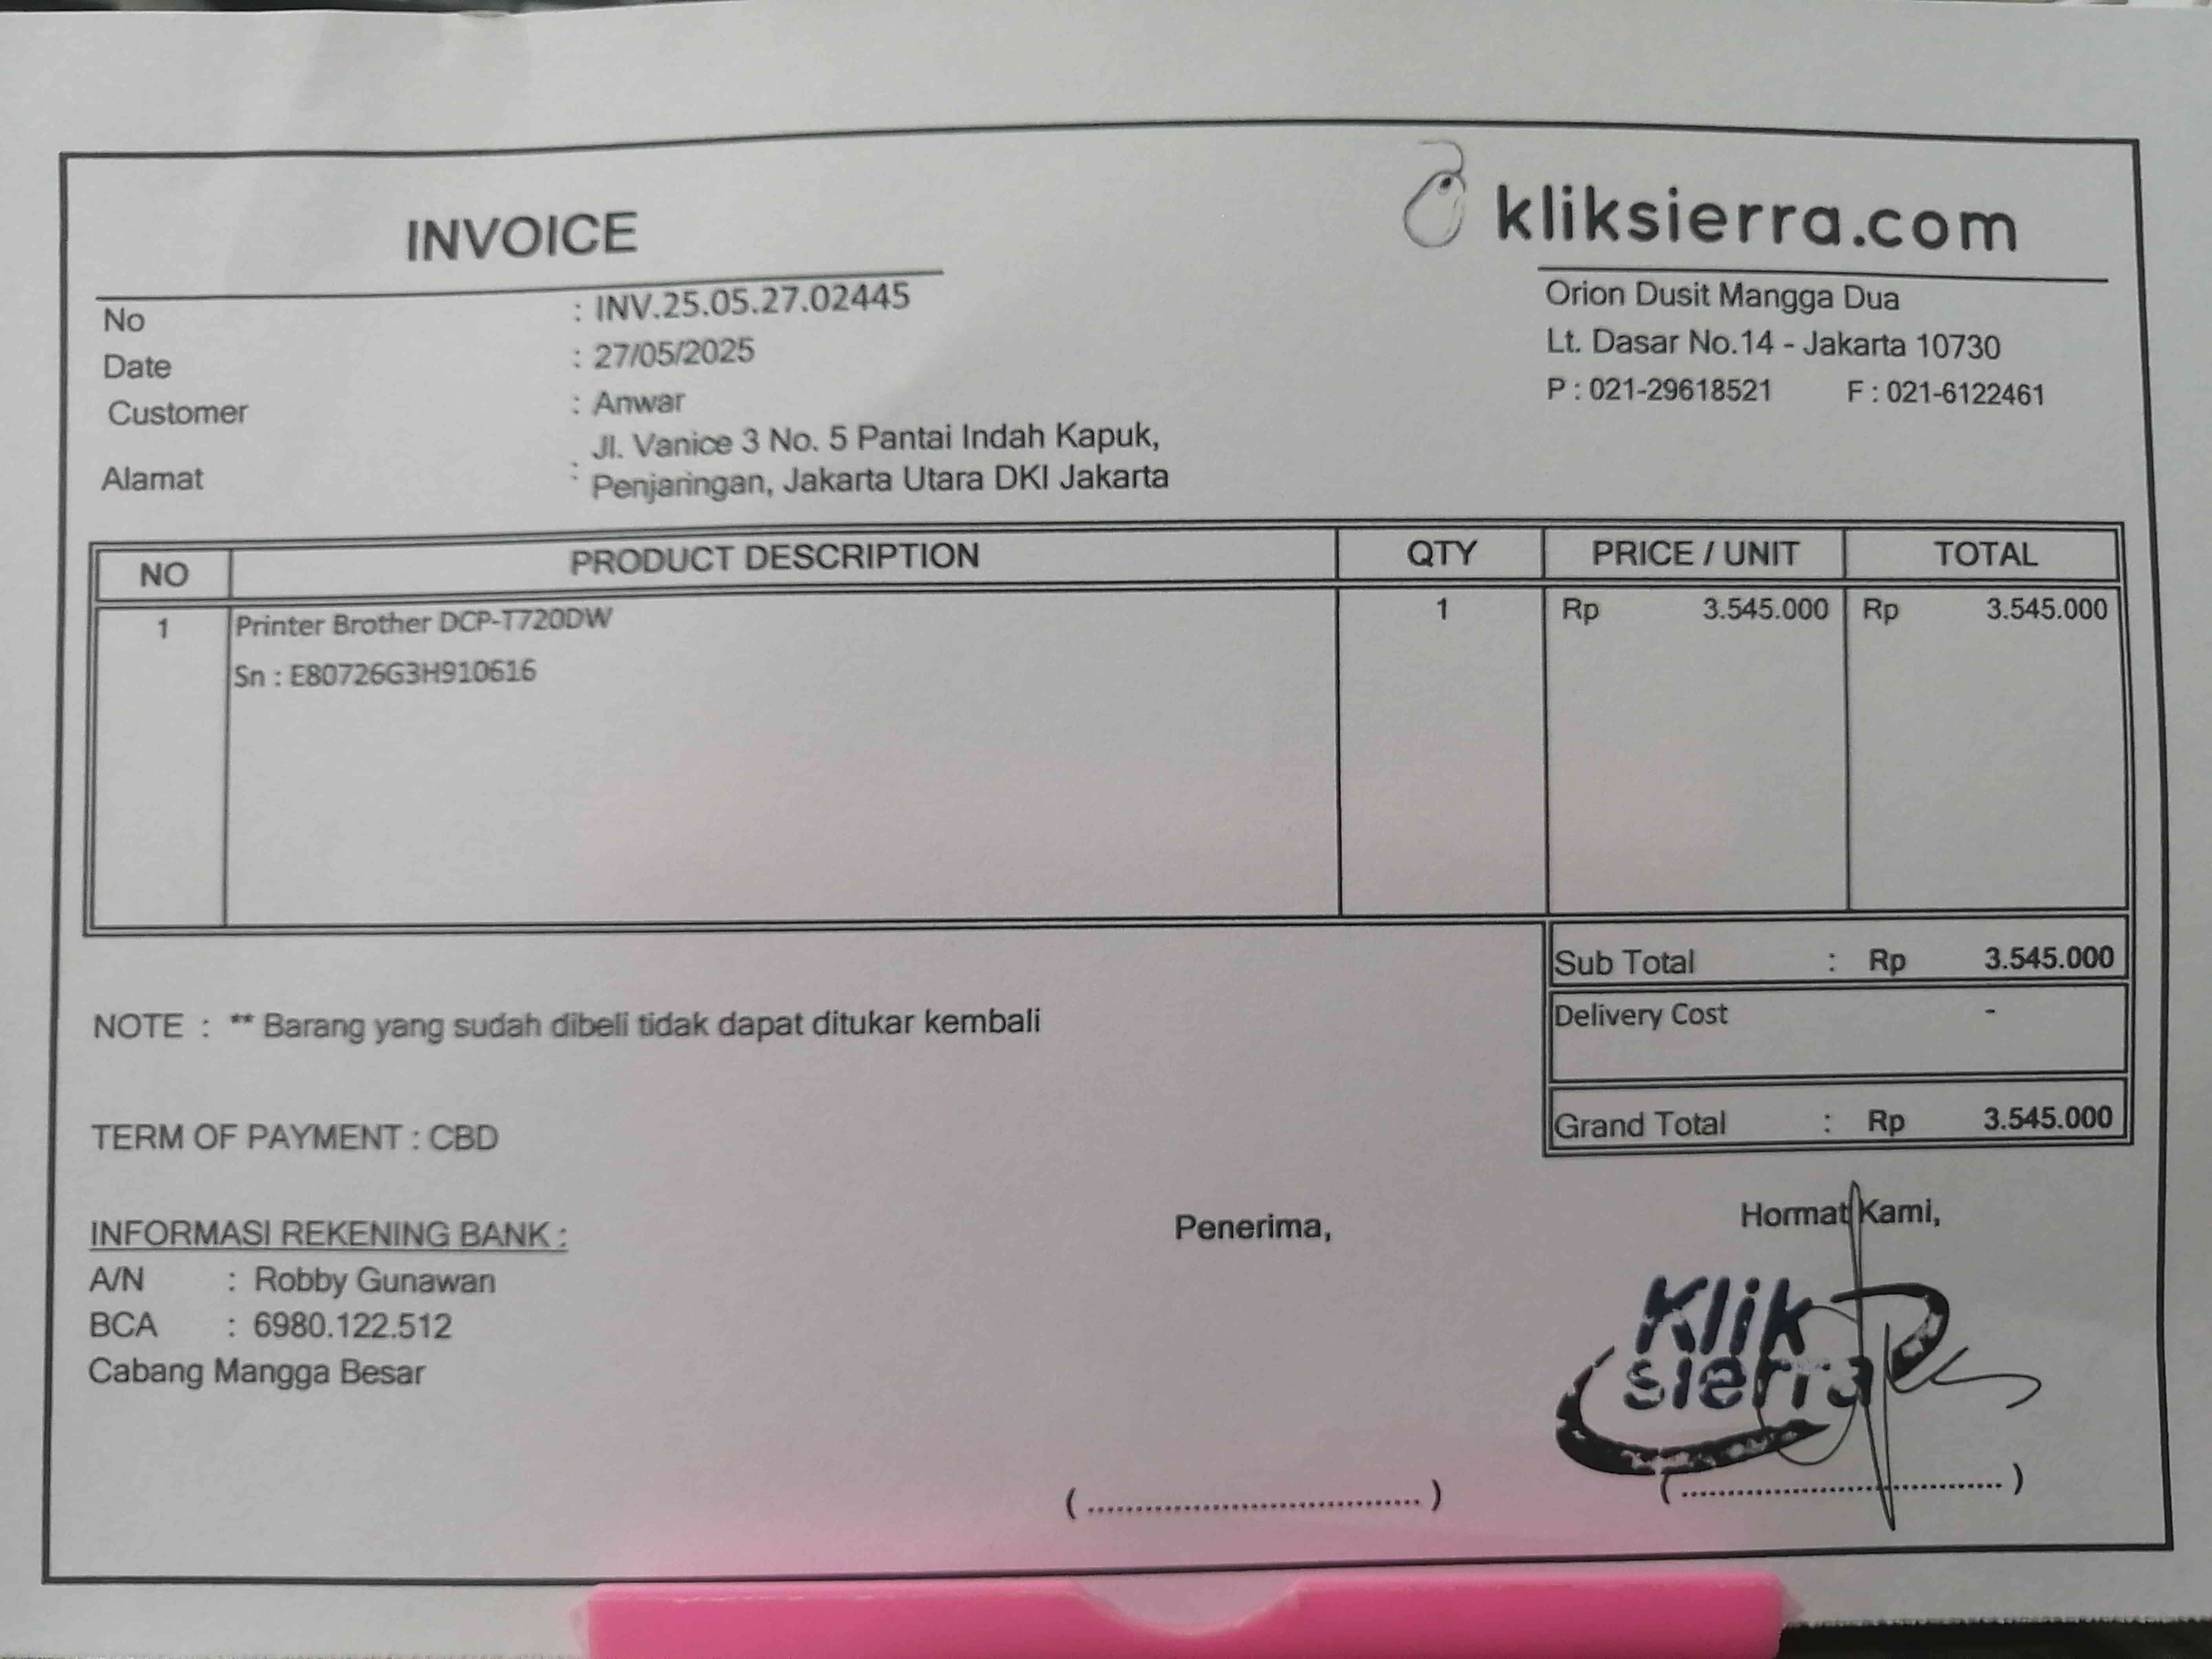 INVOICE
kliksierra.com
Orion Dusit Mangga Dua
Lt. Dasar No.14 - Jakarta 10730
P : 021-29618521 F : 021-6122461
No : INV.25.05.27.02445
Date : 27/05/2025
Customer : Anwar
Alamat : Jl. Vanice 3 No. 5 Pantai Indah Kapuk,
Penjaringan, Jakarta Utara DKI Jakarta
NO PRODUCT DESCRIPTION QTY PRICE / UNIT TOTAL
1 Printer Brother DCP-T720DW 1 Rp 3.545.000 Rp 3.545.000
Sn : E80726G3H910616
Sub Total : Rp 3.545.000
Delivery Cost -
Grand Total : Rp 3.545.000
NOTE : ** Barang yang sudah dibeli tidak dapat ditukar kembali
TERM OF PAYMENT : CBD
INFORMASI REKENING BANK :
A/N : Robby Gunawan
BCA : 6980.122.512
Cabang Mangga Besar
Penerima,
(.................................)
Hormat Kami,
Klik
sierra
(.................................)